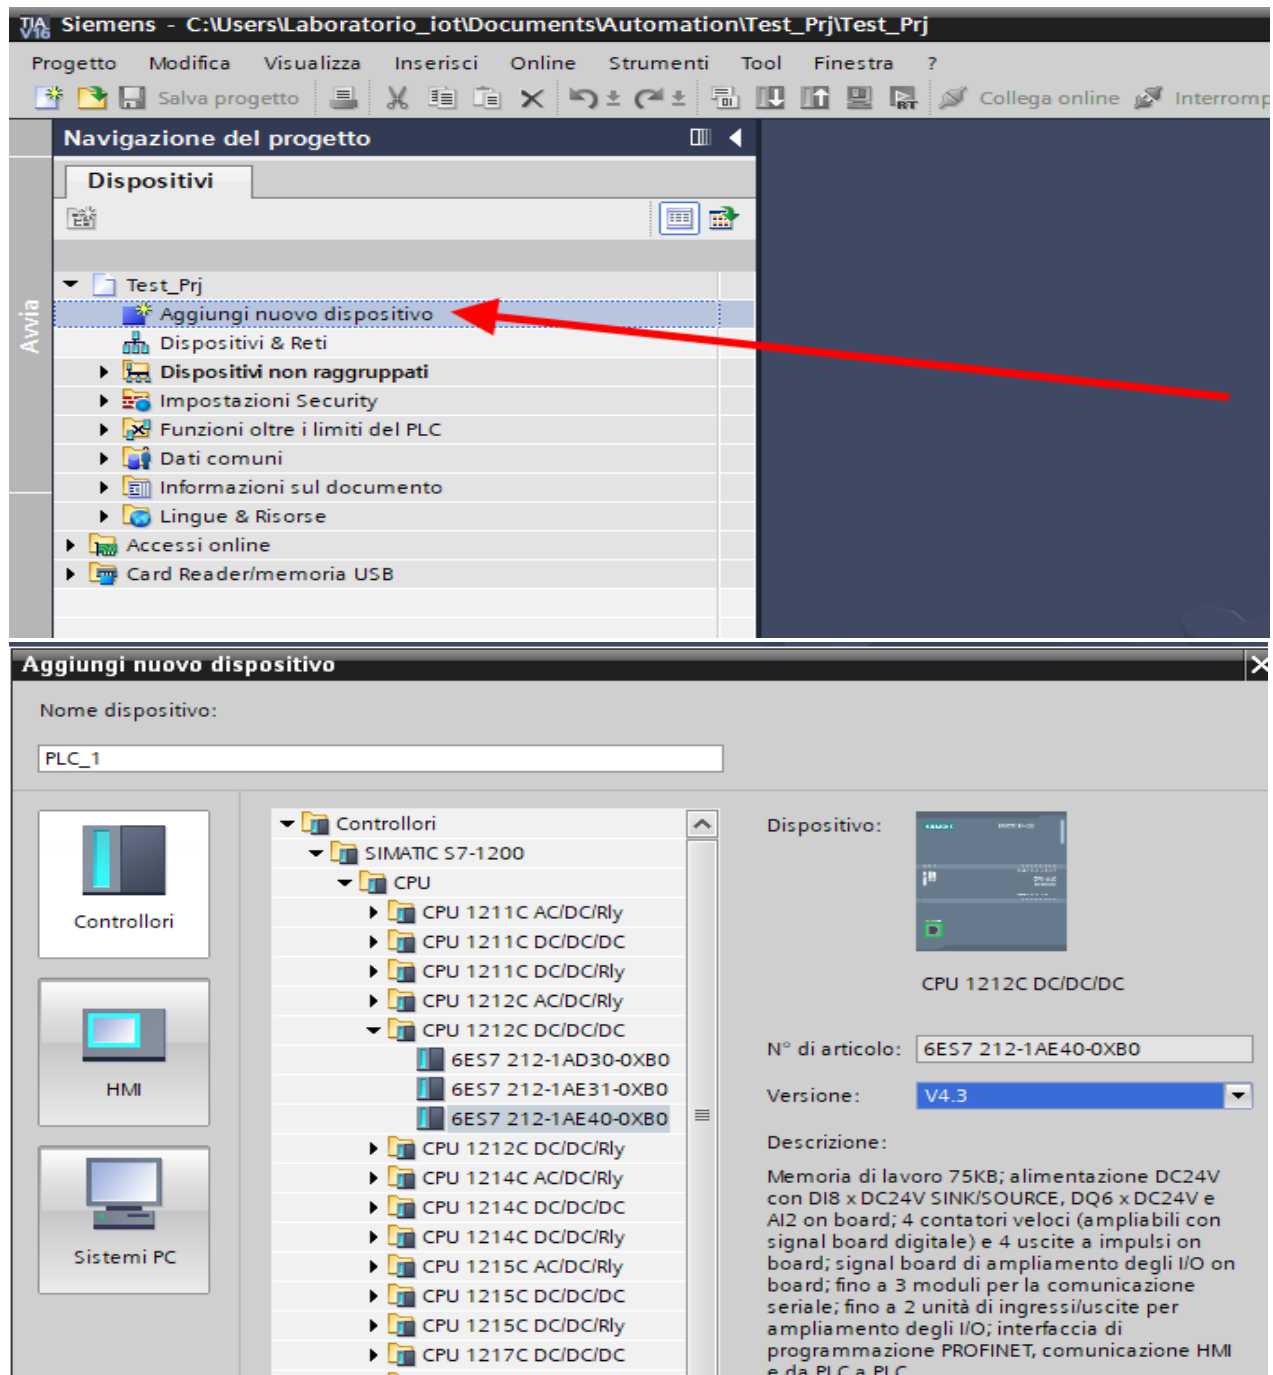 TIA V16 Siemens - C:\Users\Laboratorio_iot\Documents\Automation\Test_Prj\Test_Prj
Progetto Modifica Visualizza Inserisci Online Strumenti Tool Finestra ?
Salva progetto Collega online Interromp
Navigazione del progetto
Dispositivi
Avvia
Test_Prj
Aggiungi nuovo dispositivo
Dispositivi & Reti
Dispositivi non raggruppati
Impostazioni Security
Funzioni oltre i limiti del PLC
Dati comuni
Informazioni sul documento
Lingue & Risorse
Accessi online
Card Reader/memoria USB
Aggiungi nuovo dispositivo
Nome dispositivo:
PLC_1
Controllori
HMI
Sistemi PC
Controllori
SIMATIC S7-1200
CPU
CPU 1211C AC/DC/Rly
CPU 1211C DC/DC/DC
CPU 1211C DC/DC/Rly
CPU 1212C AC/DC/Rly
CPU 1212C DC/DC/DC
6ES7 212-1AD30-0XB0
6ES7 212-1AE31-0XB0
6ES7 212-1AE40-0XB0
CPU 1212C DC/DC/Rly
CPU 1214C AC/DC/Rly
CPU 1214C DC/DC/DC
CPU 1214C DC/DC/Rly
CPU 1215C AC/DC/Rly
CPU 1215C DC/DC/DC
CPU 1215C DC/DC/Rly
CPU 1217C DC/DC/DC
Dispositivo:
SIEMENS
CPU 1212C DC/DC/DC
N° di articolo: 6ES7 212-1AE40-0XB0
Versione: V4.3
Descrizione:
Memoria di lavoro 75KB; alimentazione DC24V
con DI8 x DC24V SINK/SOURCE, DQ6 x DC24V e
AI2 on board; 4 contatori veloci (ampliabili con
signal board digitale) e 4 uscite a impulsi on
board; signal board di ampliamento degli I/O on
board; fino a 3 moduli per la comunicazione
seriale; fino a 2 unità di ingressi/uscite per
ampliamento degli I/O; interfaccia di
programmazione PROFINET, comunicazione HMI
e da PLC a PLC